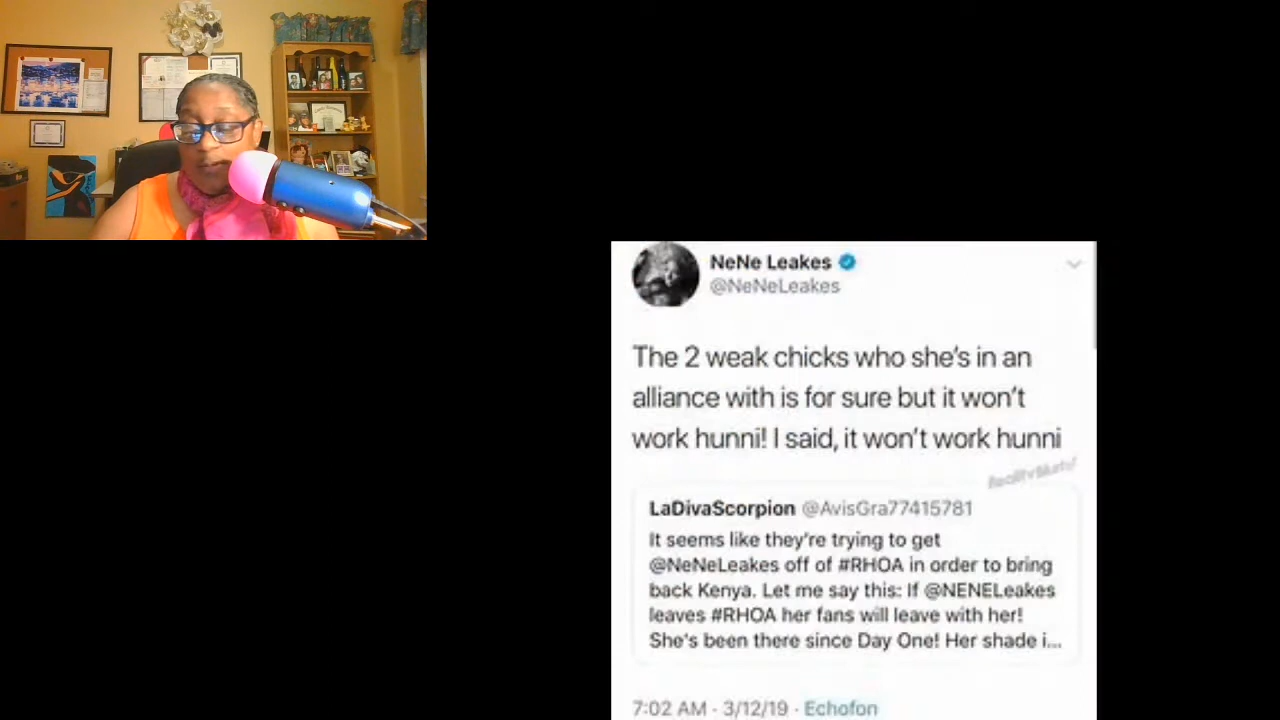 NeNe Leakes
@NeNeLeakes
The 2 weak chicks who she's in an
alliance with is for sure but it won't
work hunni! I said, it won't work hunni
LaDivaScorpion @AvisGra77415781
It seems like they're trying to get
@NeNeLeakes off of #RHOA in order to bring
back Kenya. Let me say this: If @NENELeakes
leaves #RHOA her fans will leave with her!
She's been there since Day One! Her shade i...
7:02 AM - 3/12/19 · Echofon